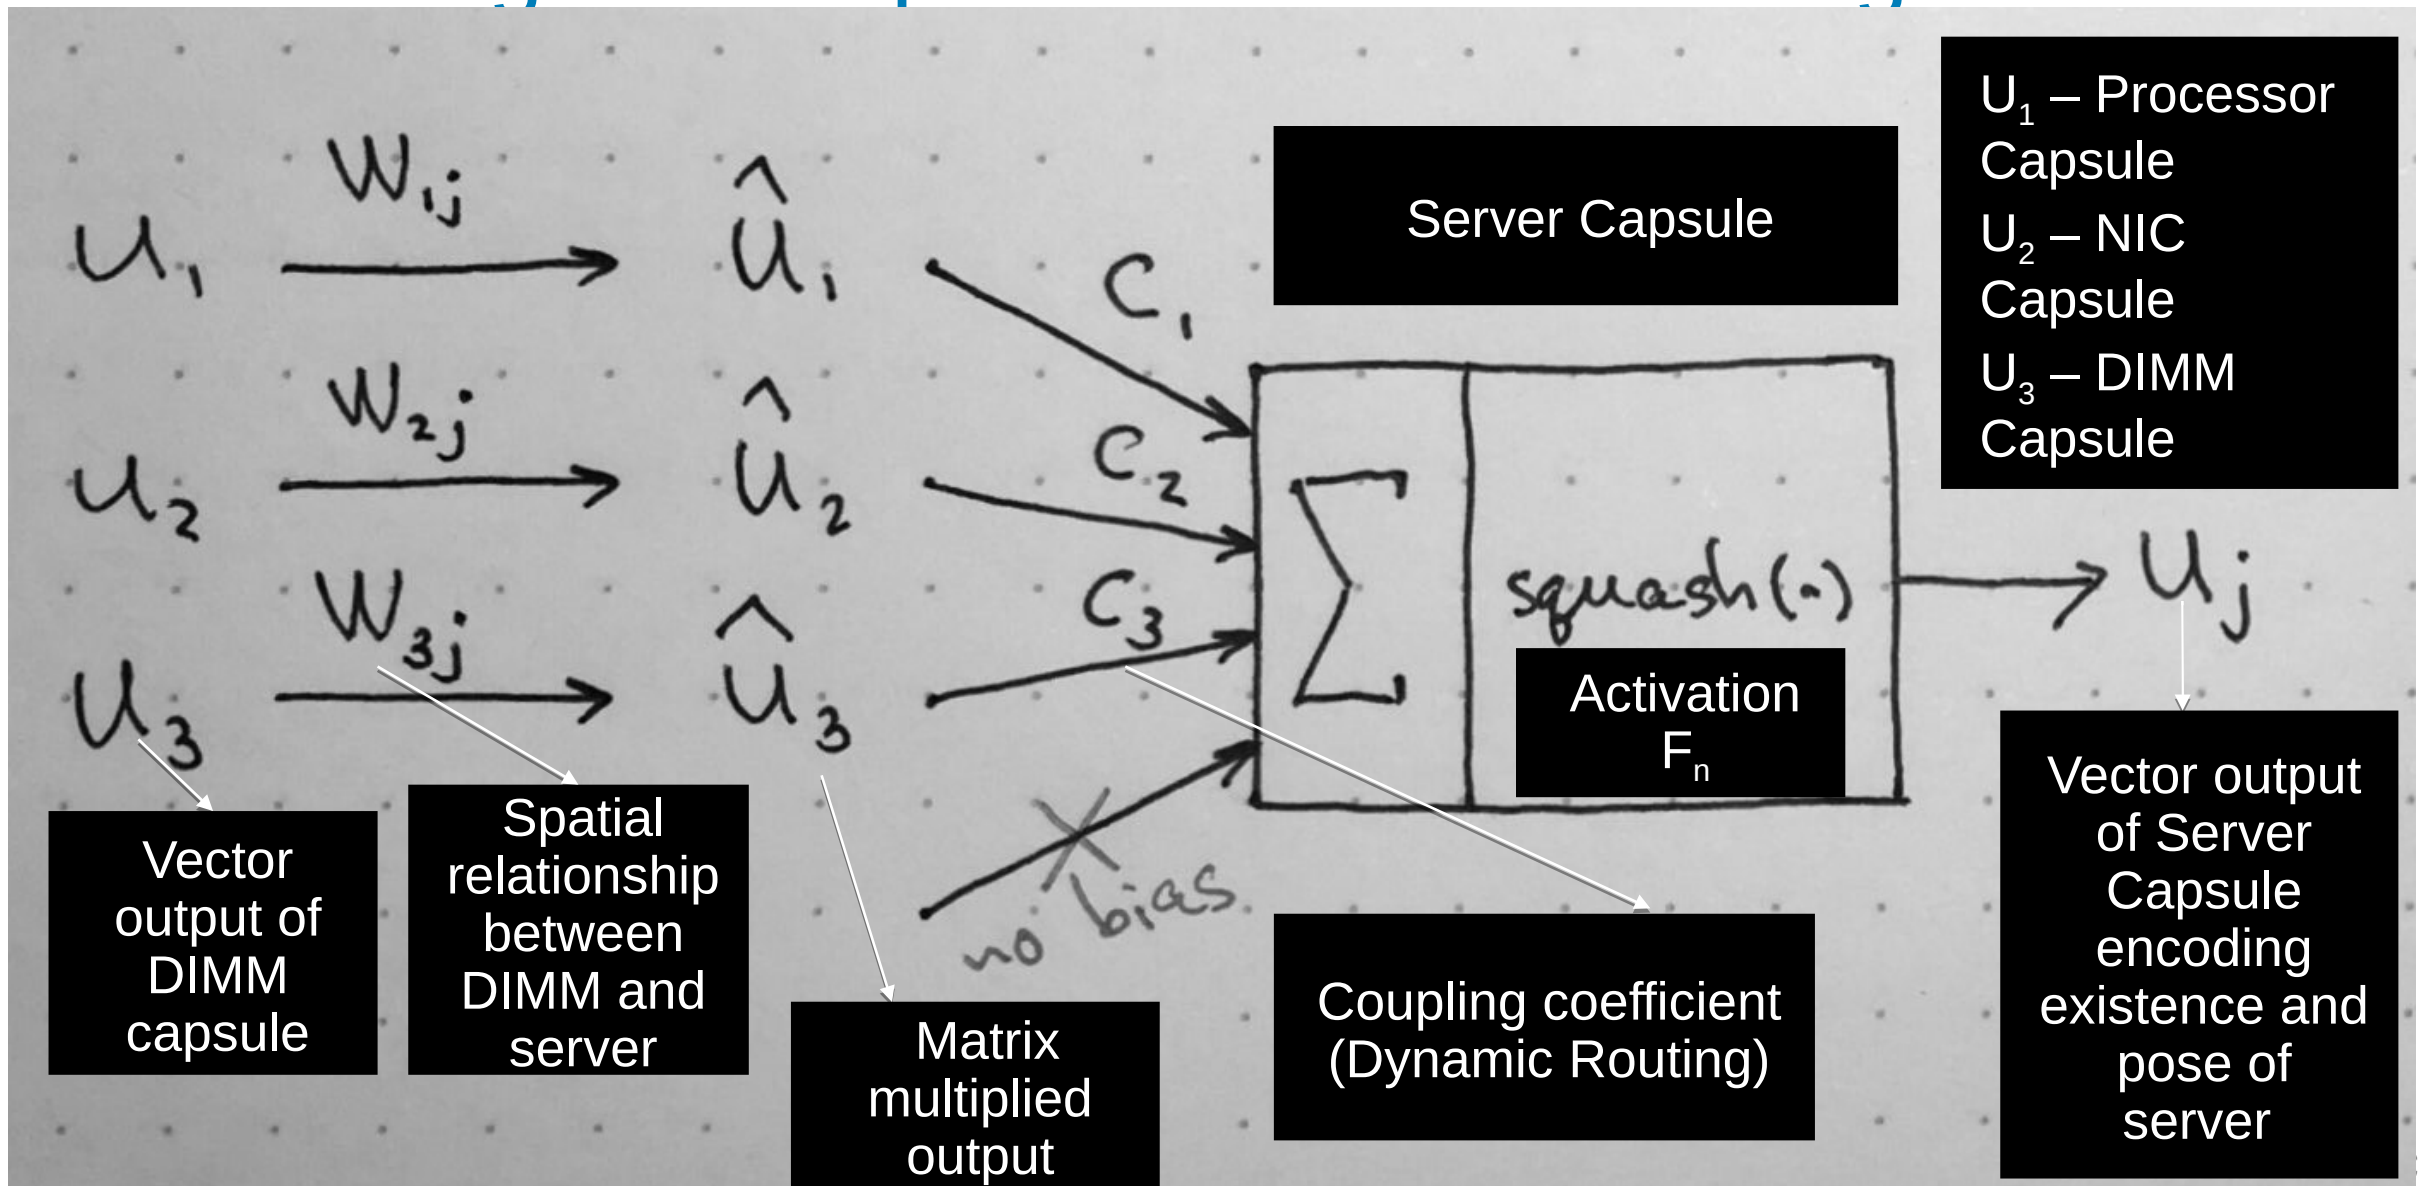 W1j
U1
Û1
C1
Server Capsule
U1 – Processor
Capsule
U2 – NIC
Capsule
U3 – DIMM
Capsule
W2j
U2
Û2
C2
W3j
U3
Û3
C3
Σ
squash(·)
Uj
Activation
Fn
no bias
Vector
output of
DIMM
capsule
Spatial
relationship
between
DIMM and
server
Matrix
multiplied
output
Coupling coefficient
(Dynamic Routing)
Vector output
of Server
Capsule
encoding
existence and
pose of
server